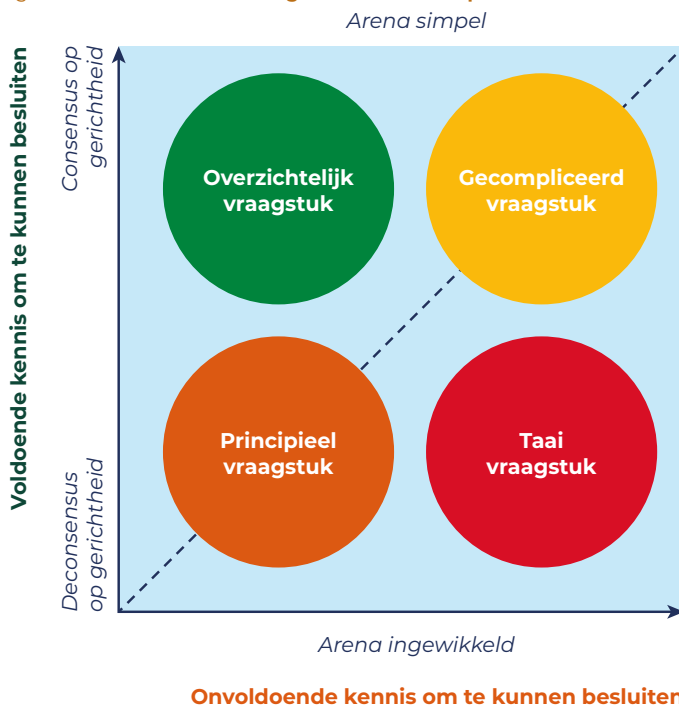 Arena simpel
Voldoende kennis om te kunnen besluiten
Consensus op
gerichtheid
Overzichtelijk
vraagstuk
Gecompliceerd
vraagstuk
Deconsensus
op gerichtheid
Principieel
vraagstuk
Taai
vraagstuk
Arena ingewikkeld
Onvoldoende kennis om te kunnen besluiten